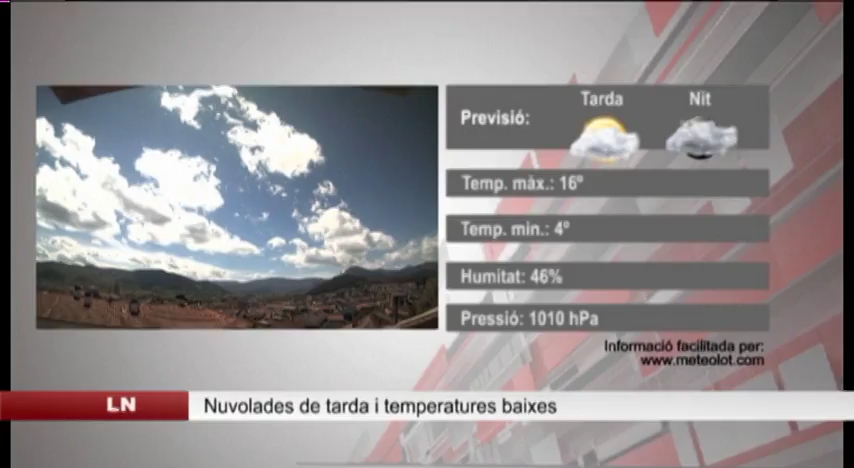 Tarda Nit
Previsió:
Temp. màx.: 16º
Temp. min.: 4º
Humitat: 46%
Pressió: 1010 hPa
Informació facilitada per:
www.meteolot.com
LN Nuvolades de tarda i temperatures baixes